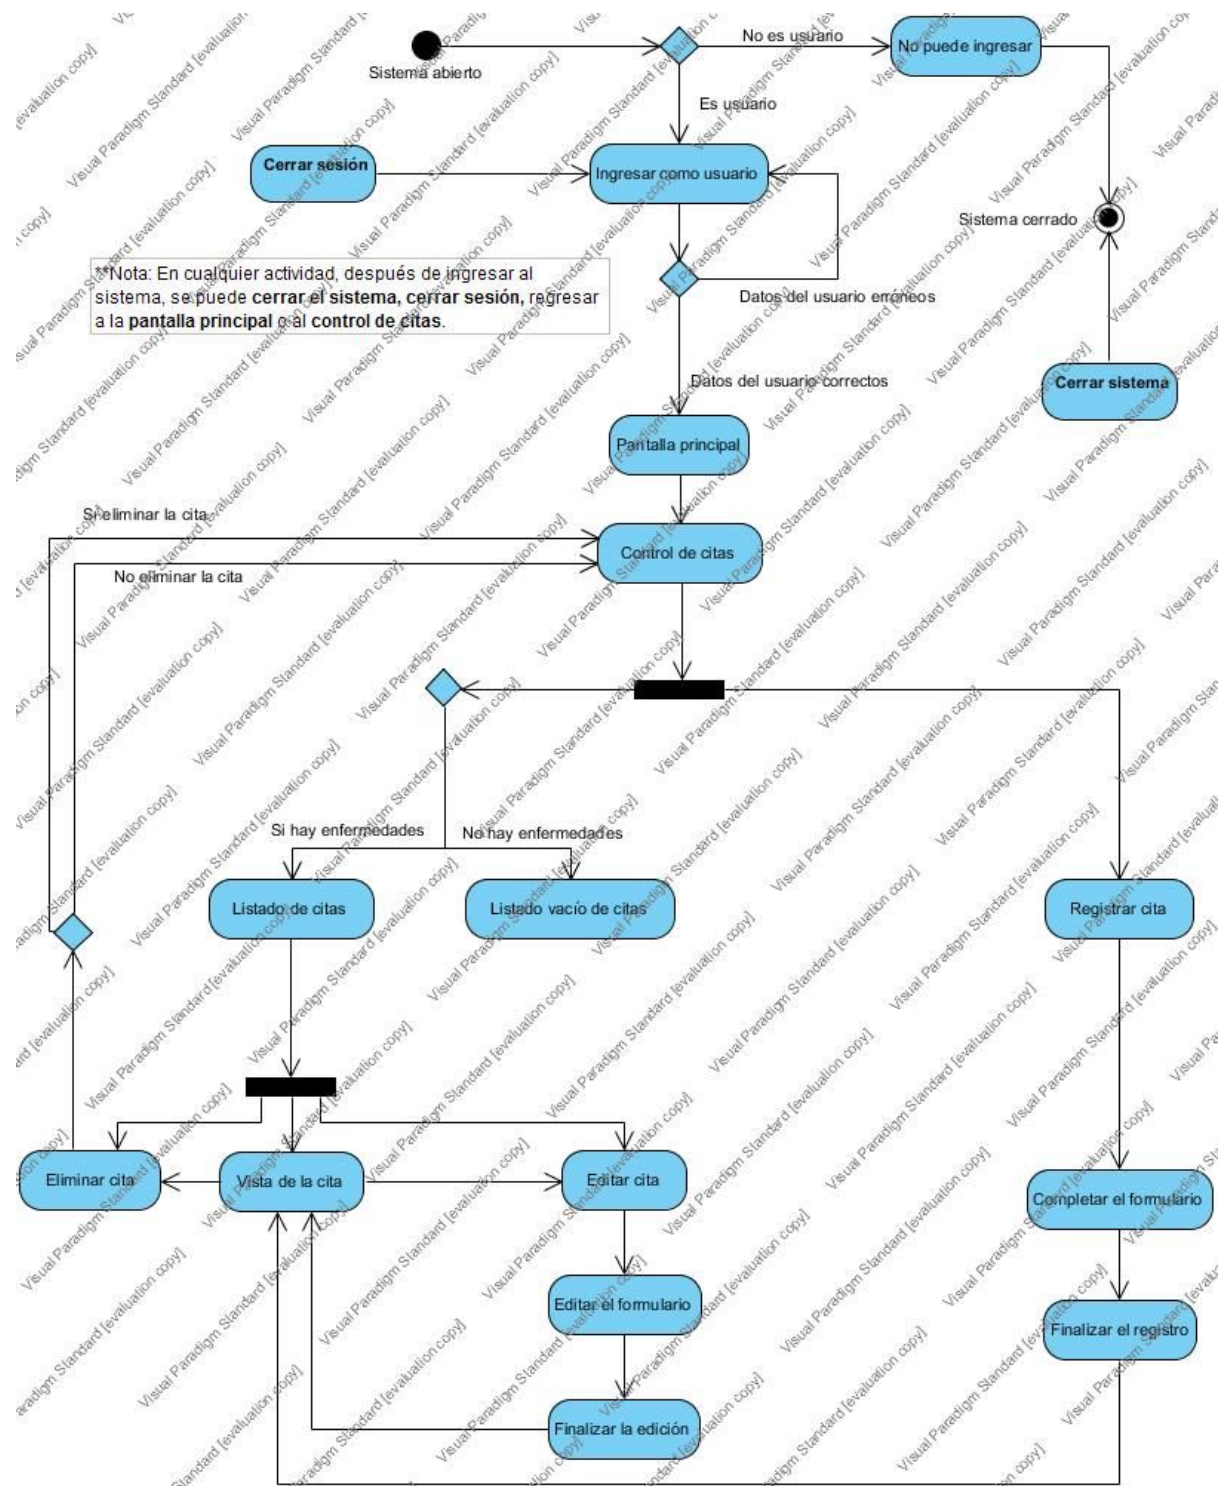 No es usuario
No puede ingresar
Sistema abierto
Es usuario
Cerrar sesión
Ingresar como usuario
Sistema cerrado
**Nota: En cualquier actividad, después de ingresar al
sistema, se puede cerrar el sistema, cerrar sesión, regresar
a la pantalla principal o al control de citas.
Datos del usuario erróneos
Datos del usuario correctos
Cerrar sistema
Pantalla principal
Si eliminar la cita
Control de citas
No eliminar la cita
Si hay enfermedades
No hay enfermedades
Listado de citas
Listado vacío de citas
Registrar cita
Eliminar cita
Vista de la cita
Editar cita
Completar el formulario
Editar el formulario
Finalizar el registro
Finalizar la edición
Visual Paradigm Standard [evaluation copy]